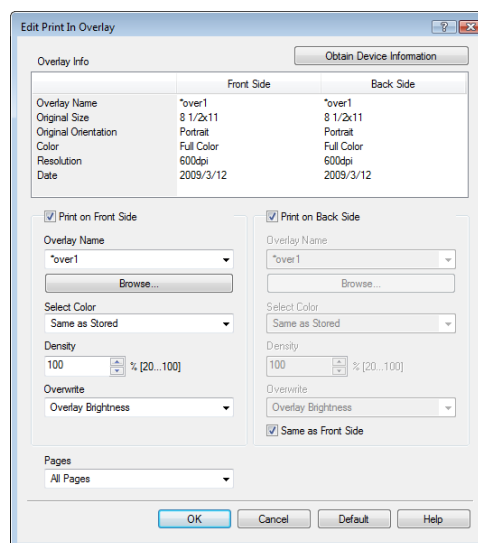 Edit Print In Overlay
Overlay Info
Obtain Device Information
Front Side Back Side
Overlay Name *over1 *over1
Original Size 8 1/2x11 8 1/2x11
Original Orientation Portrait Portrait
Color Full Color Full Color
Resolution 600dpi 600dpi
Date 2009/3/12 2009/3/12
Print on Front Side
Overlay Name
*over1
Browse...
Select Color
Same as Stored
Density
100 % [20...100]
Overwrite
Overlay Brightness
Print on Back Side
Overlay Name
*over1
Browse...
Select Color
Same as Stored
Density
100 % [20...100]
Overwrite
Overlay Brightness
Same as Front Side
Pages
All Pages
OK Cancel Default Help